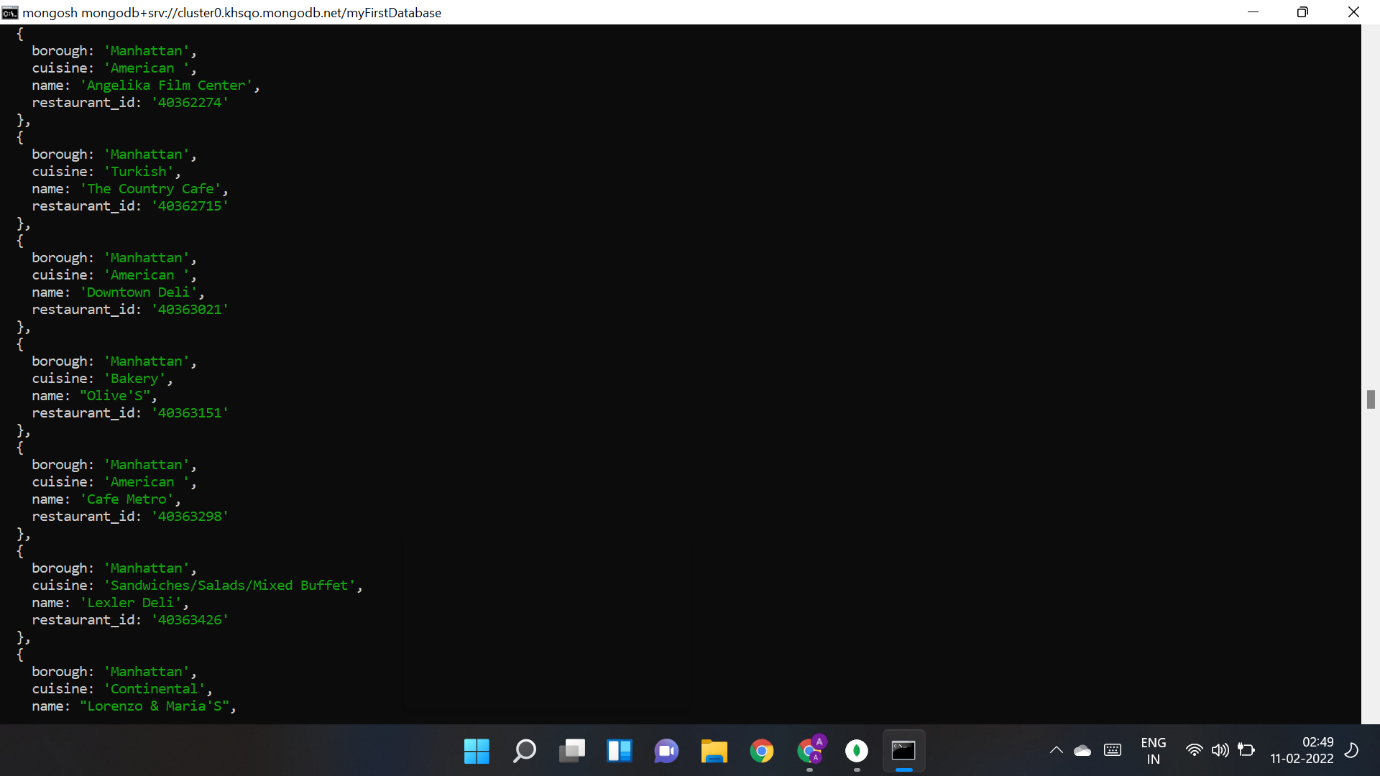 mongosh mongodb+srv://cluster0.khsqo.mongodb.net/myFirstDatabase
{
borough: 'Manhattan',
cuisine: 'American ',
name: 'Angelika Film Center',
restaurant_id: '40362274'
},
{
borough: 'Manhattan',
cuisine: 'Turkish',
name: 'The Country Cafe',
restaurant_id: '40362715'
},
{
borough: 'Manhattan',
cuisine: 'American ',
name: 'Downtown Deli',
restaurant_id: '40363021'
},
{
borough: 'Manhattan',
cuisine: 'Bakery',
name: "Olive'S",
restaurant_id: '40363151'
},
{
borough: 'Manhattan',
cuisine: 'American ',
name: 'Cafe Metro',
restaurant_id: '40363298'
},
{
borough: 'Manhattan',
cuisine: 'Sandwiches/Salads/Mixed Buffet',
name: 'Lexler Deli',
restaurant_id: '40363426'
},
{
borough: 'Manhattan',
cuisine: 'Continental',
name: "Lorenzo & Maria'S",
ENG
IN
02:49
11-02-2022